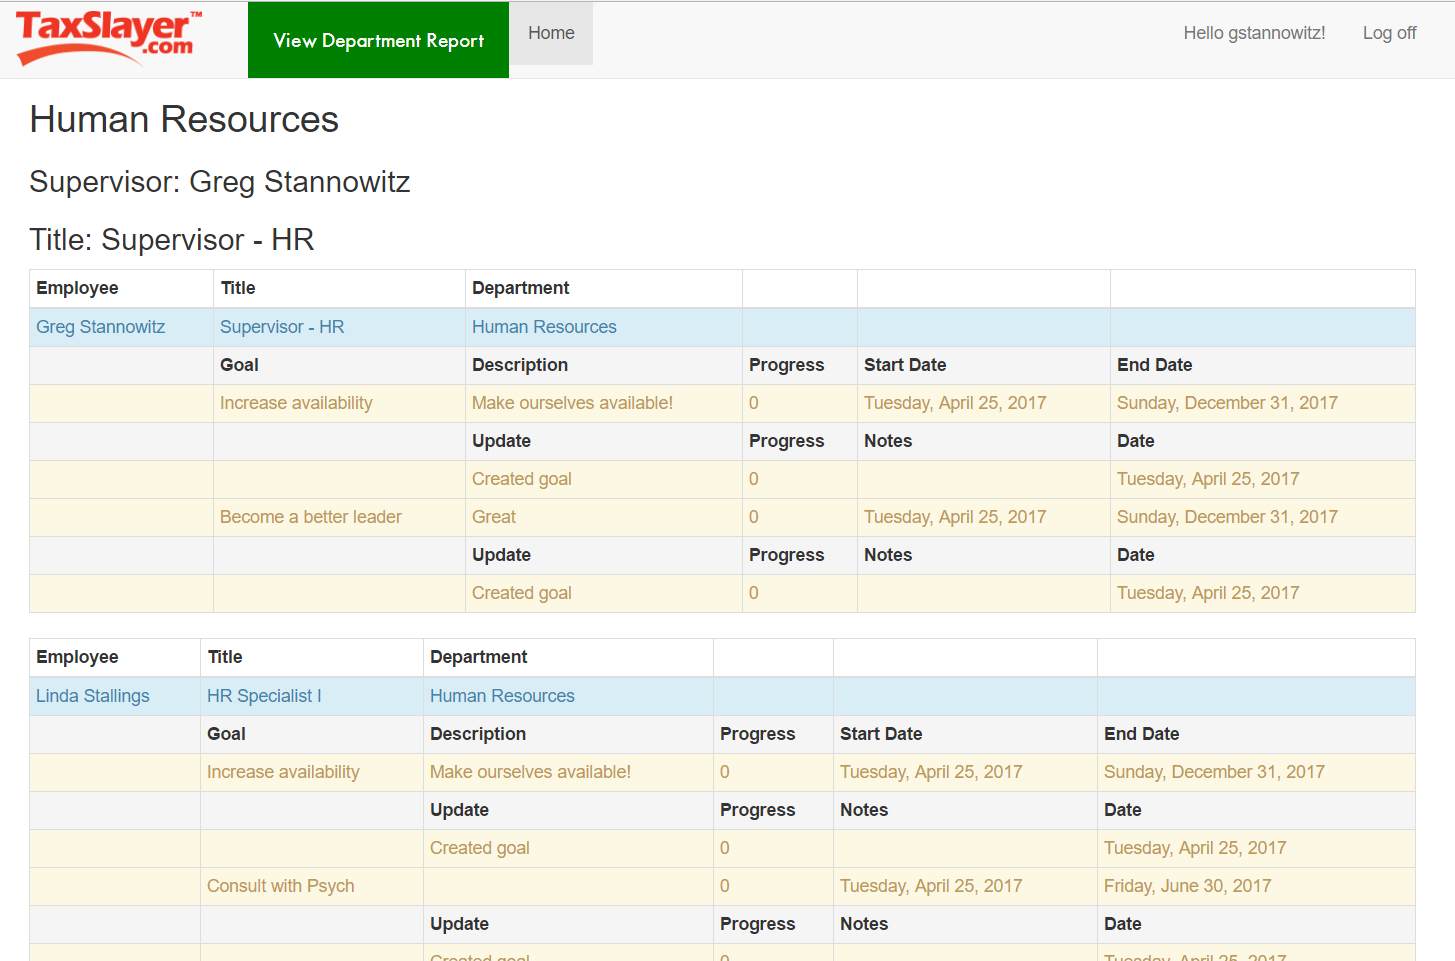 TaxSlayer™
.com
View Department Report
Home
Hello gstannowitz!
Log off
Human Resources
Supervisor: Greg Stannowitz
Title: Supervisor - HR
Employee Title Department
Greg Stannowitz Supervisor - HR Human Resources
Goal Description Progress Start Date End Date
Increase availability Make ourselves available! 0 Tuesday, April 25, 2017 Sunday, December 31, 2017
Update Progress Notes Date
Created goal 0 Tuesday, April 25, 2017
Become a better leader Great 0 Tuesday, April 25, 2017 Sunday, December 31, 2017
Update Progress Notes Date
Created goal 0 Tuesday, April 25, 2017
Employee Title Department
Linda Stallings HR Specialist I Human Resources
Goal Description Progress Start Date End Date
Increase availability Make ourselves available! 0 Tuesday, April 25, 2017 Sunday, December 31, 2017
Update Progress Notes Date
Created goal 0 Tuesday, April 25, 2017
Consult with Psych 0 Tuesday, April 25, 2017 Friday, June 30, 2017
Update Progress Notes Date
Created goal 0 Tuesday, April 25, 2017